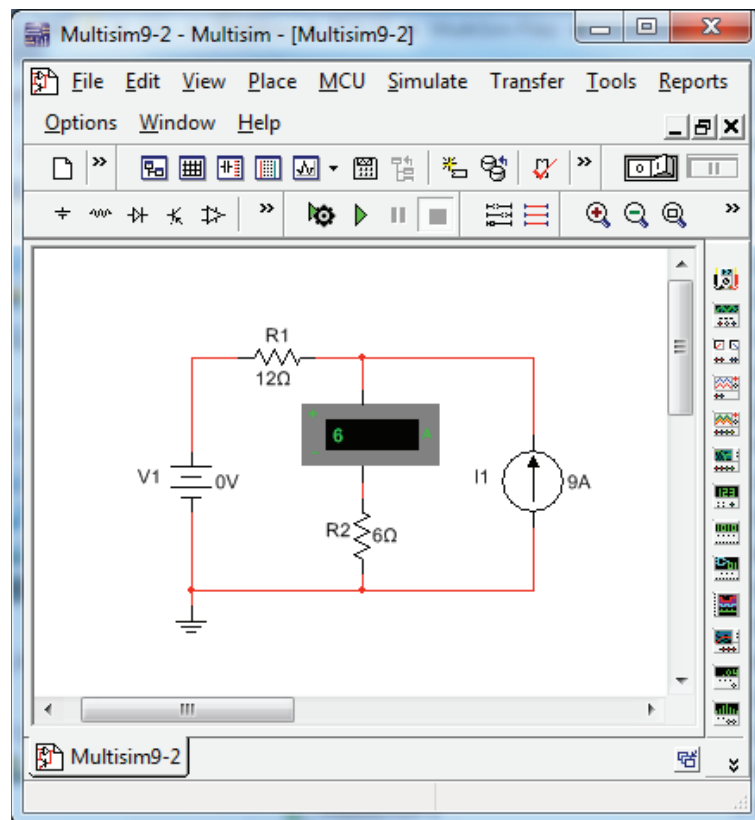 Multisim9-2 - Multisim - [Multisim9-2]
File Edit View Place MCU Simulate Transfer Tools Reports
Options Window Help
R1
12Ω
+
6 A
-
V1 0V
I1 9A
R2 6Ω
Multisim9-2